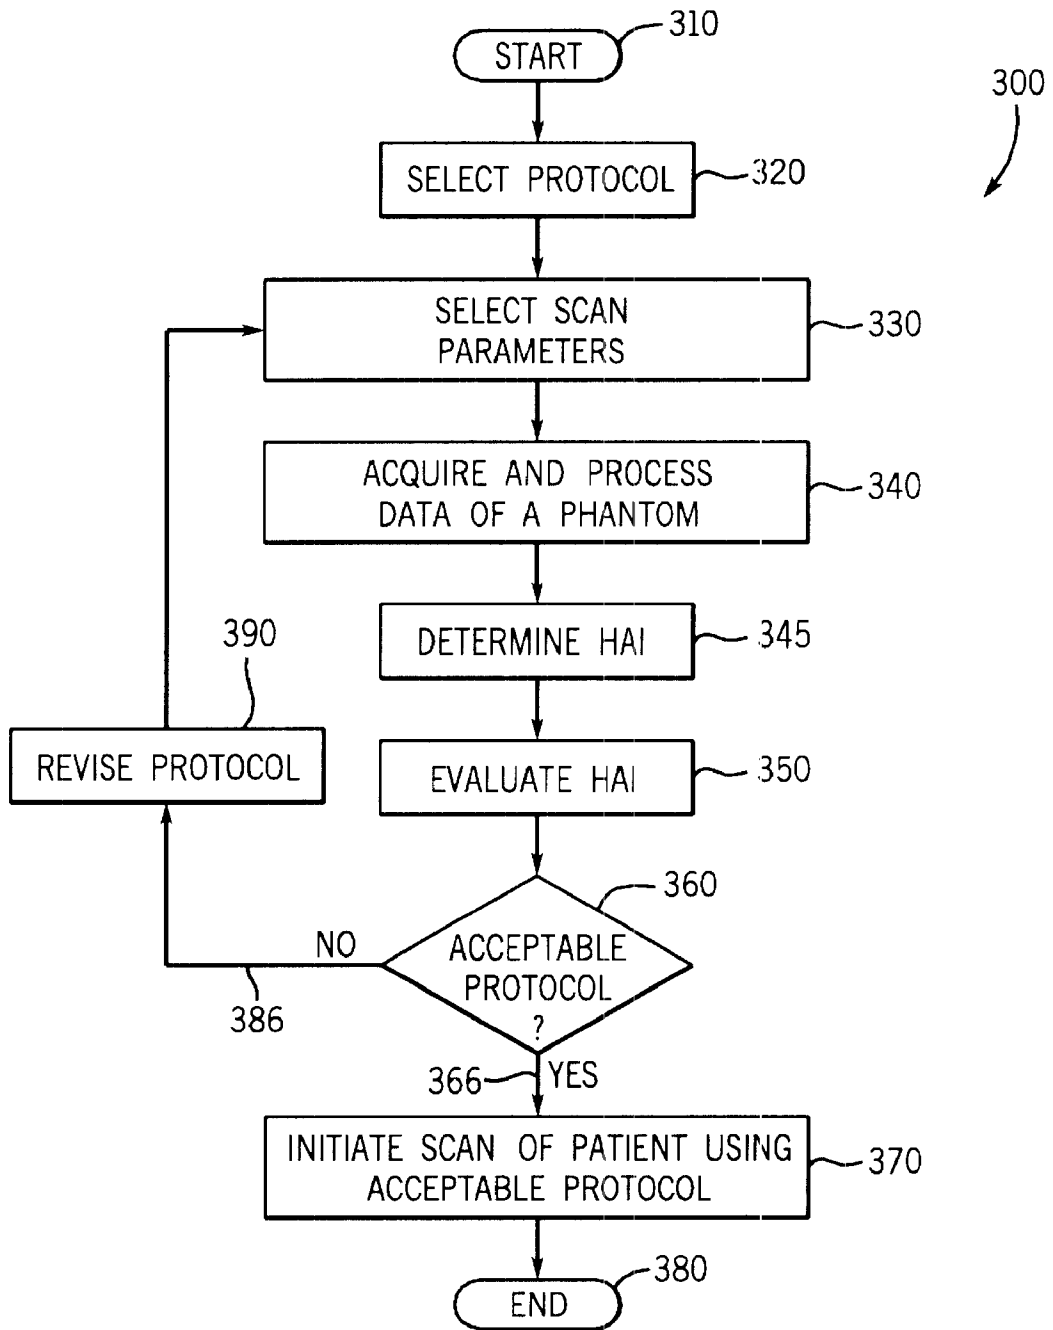 START
310
300
SELECT PROTOCOL
320
SELECT SCAN
PARAMETERS
330
ACQUIRE AND PROCESS
DATA OF A PHANTOM
340
DETERMINE HAI
345
390
REVISE PROTOCOL
EVALUATE HAI
350
360
NO
ACCEPTABLE
PROTOCOL
?
386
366
YES
INITIATE SCAN OF PATIENT USING
ACCEPTABLE PROTOCOL
370
END
380